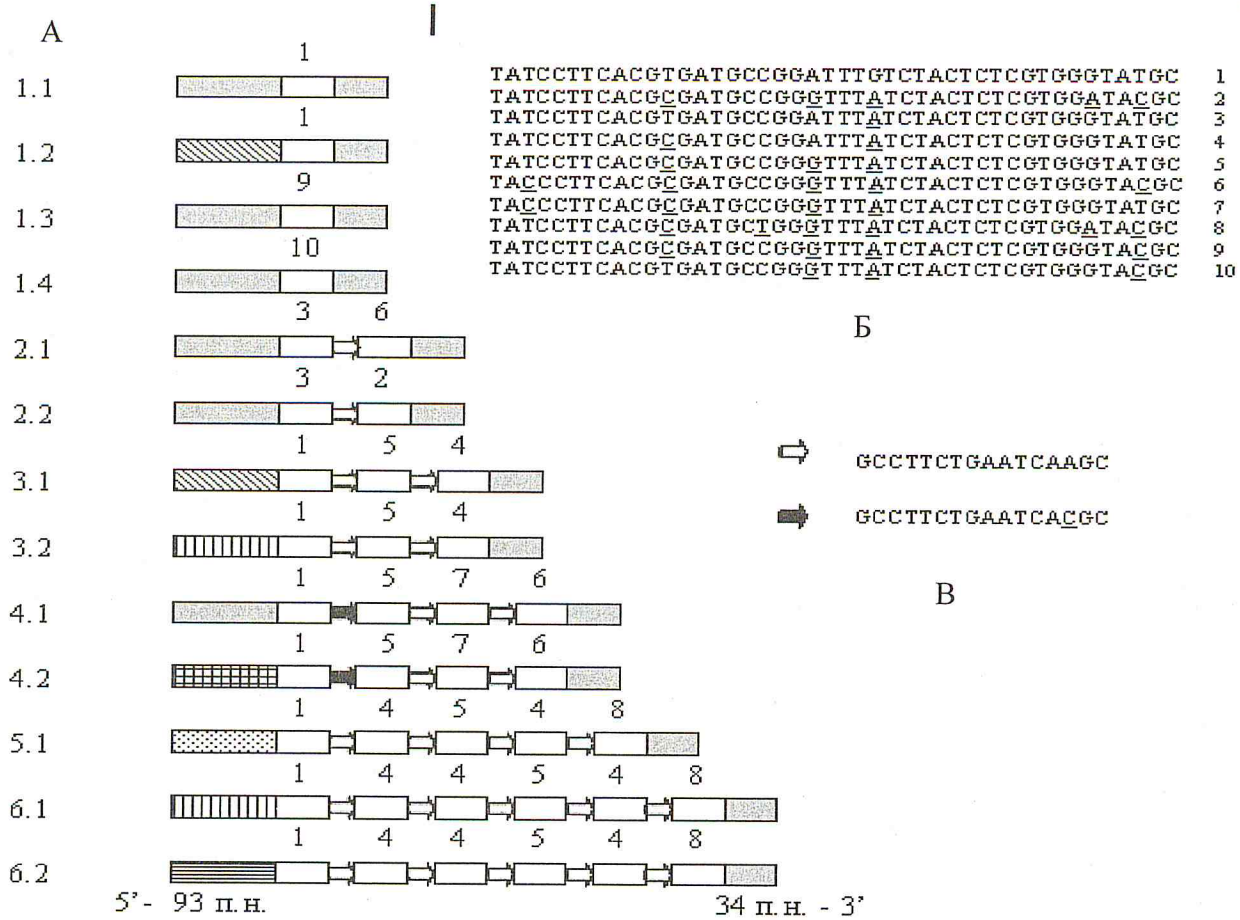 А
1
1.1
1
1.2
9
1.3
10
1.4
3 6
2.1
3 2
2.2
1 5 4
3.1
1 5 4
3.2
1 5 7 6
4.1
1 5 7 6
4.2
1 4 5 4 8
5.1
1 4 4 5 4 8
6.1
1 4 4 5 4 8
6.2
5’- 93 п.н. 34 п.н. - 3’
TATCCTTCACGTGATGCCGGATTTGTCTACTCTCGTGGGTATGC 1
TATCCTTCACGCGATGCCGGGTTTATCTACTCTCGTGGATACGC 2
TATCCTTCACGTGATGCCGGATTTATCTACTCTCGTGGGTATGC 3
TATCCTTCACGCGATGCCGGATTTATCTACTCTCGTGGGTATGC 4
TATCCTTCACGCGATGCCGGGTTTATCTACTCTCGTGGGTATGC 5
TACCCTTCACGCGATGCCGGGTTTATCTACTCTCGTGGGTACGC 6
TACCCTTCACGCGATGCCGGGTTTATCTACTCTCGTGGGTATGC 7
TATCCTTCACGCGATGCTGGGTTTATCTACTCTCGTGGATACGC 8
TATCCTTCACGCGATGCCGGGTTTATCTACTCTCGTGGGTACGC 9
TATCCTTCACGTGATGCCGGGTTTATCTACTCTCGTGGGTACGC 10
Б
GCCTTCTGAATCAAGC
GCCTTCTGAATCACGC
В